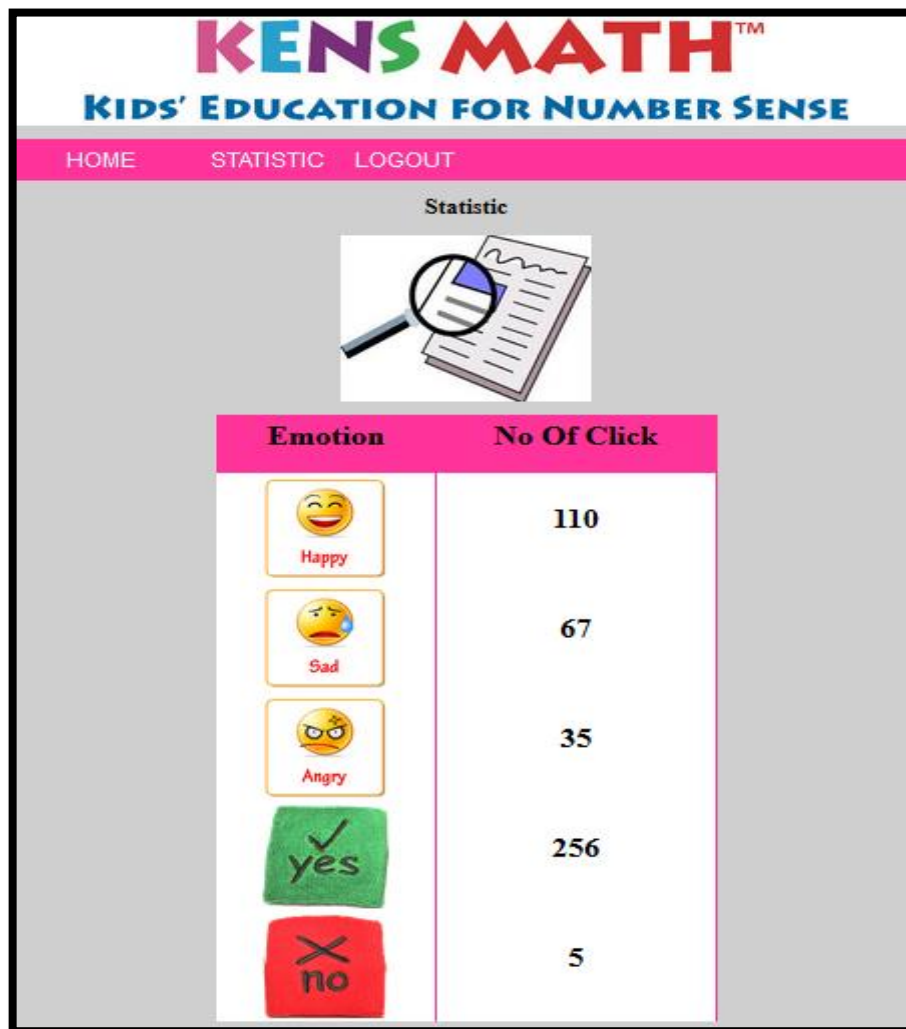 KENS MATH™
KIDS' EDUCATION FOR NUMBER SENSE
HOME STATISTIC LOGOUT
Statistic
Emotion No Of Click
Happy 110
Sad 67
Angry 35
yes 256
no 5